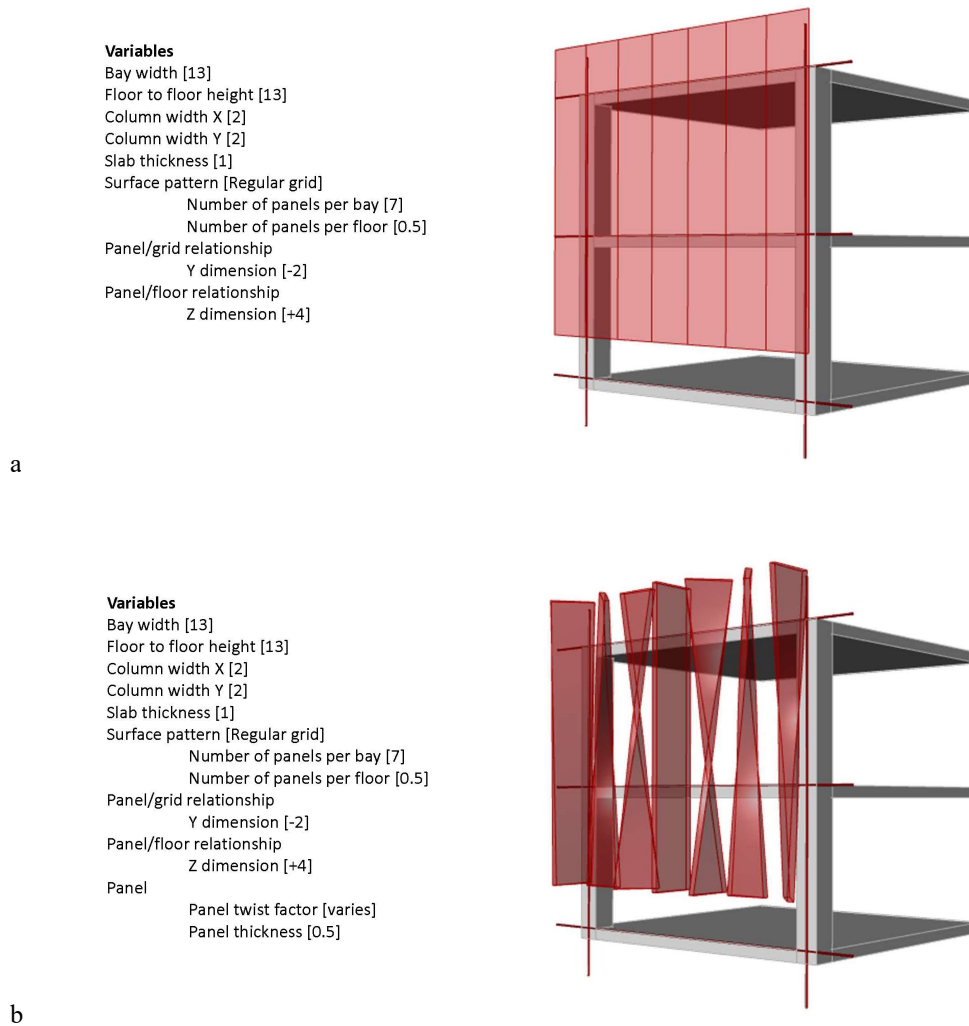 Variables
Bay width [13]
Floor to floor height [13]
Column width X [2]
Column width Y [2]
Slab thickness [1]
Surface pattern [Regular grid]
Number of panels per bay [7]
Number of panels per floor [0.5]
Panel/grid relationship
Y dimension [-2]
Panel/floor relationship
Z dimension [+4]
a
Variables
Bay width [13]
Floor to floor height [13]
Column width X [2]
Column width Y [2]
Slab thickness [1]
Surface pattern [Regular grid]
Number of panels per bay [7]
Number of panels per floor [0.5]
Panel/grid relationship
Y dimension [-2]
Panel/floor relationship
Z dimension [+4]
Panel
Panel twist factor [varies]
Panel thickness [0.5]
b